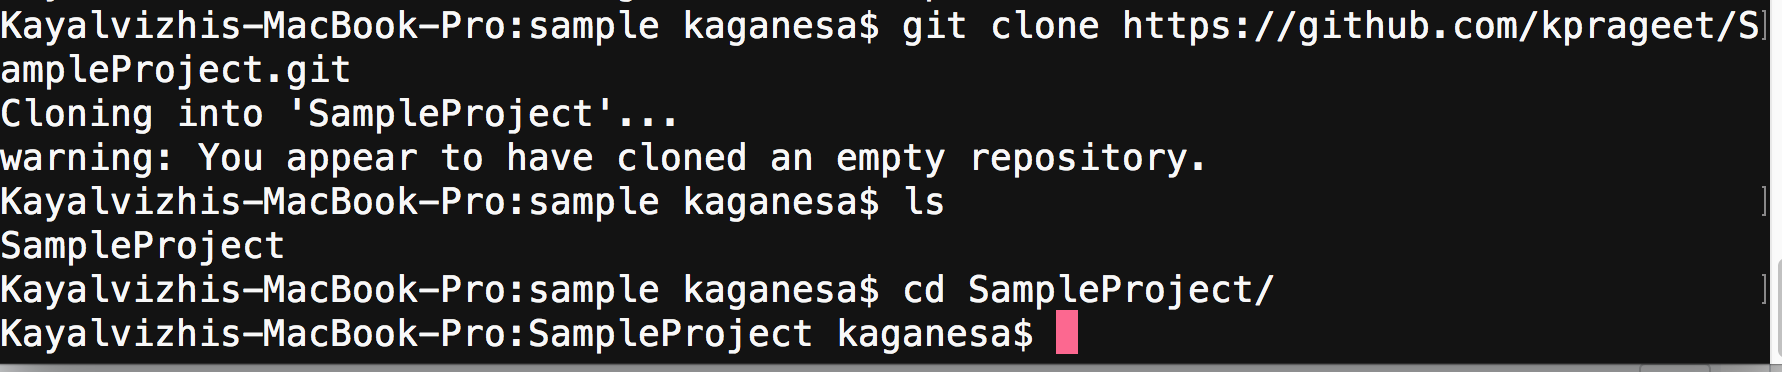 Kayalvizhis-MacBook-Pro:sample kaganesa$ git clone https://github.com/kprageet/S]
ampleProject.git
Cloning into 'SampleProject'...
warning: You appear to have cloned an empty repository.
Kayalvizhis-MacBook-Pro:sample kaganesa$ ls ]
SampleProject
Kayalvizhis-MacBook-Pro:sample kaganesa$ cd SampleProject/ ]
Kayalvizhis-MacBook-Pro:SampleProject kaganesa$